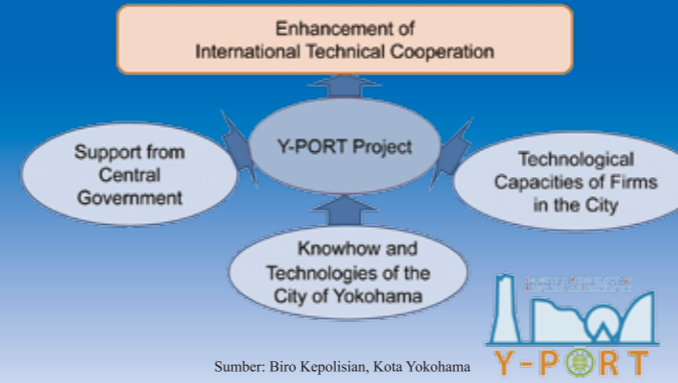 Enhancement of
International Technical Cooperation
Y-PORT Project
Support from
Central
Government
Technological
Capacities of Firms
in the City
Knowhow and
Technologies of the
City of Yokohama
Sumber: Biro Kepolisian, Kota Yokohama
Y-PORT